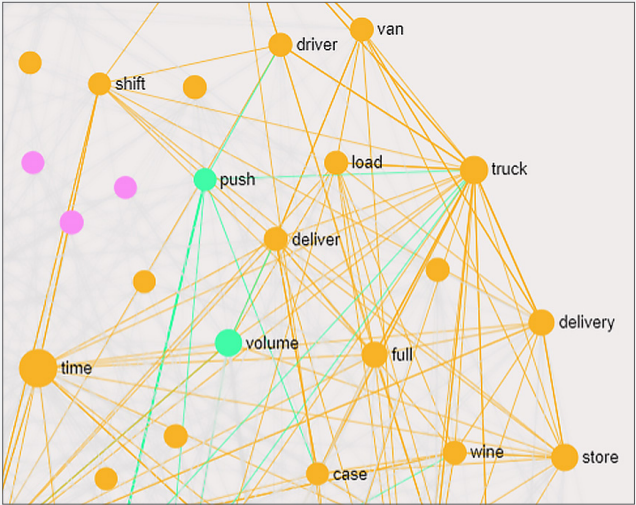 van
driver
shift
load
truck
push
deliver
delivery
volume
full
time
wine
store
case